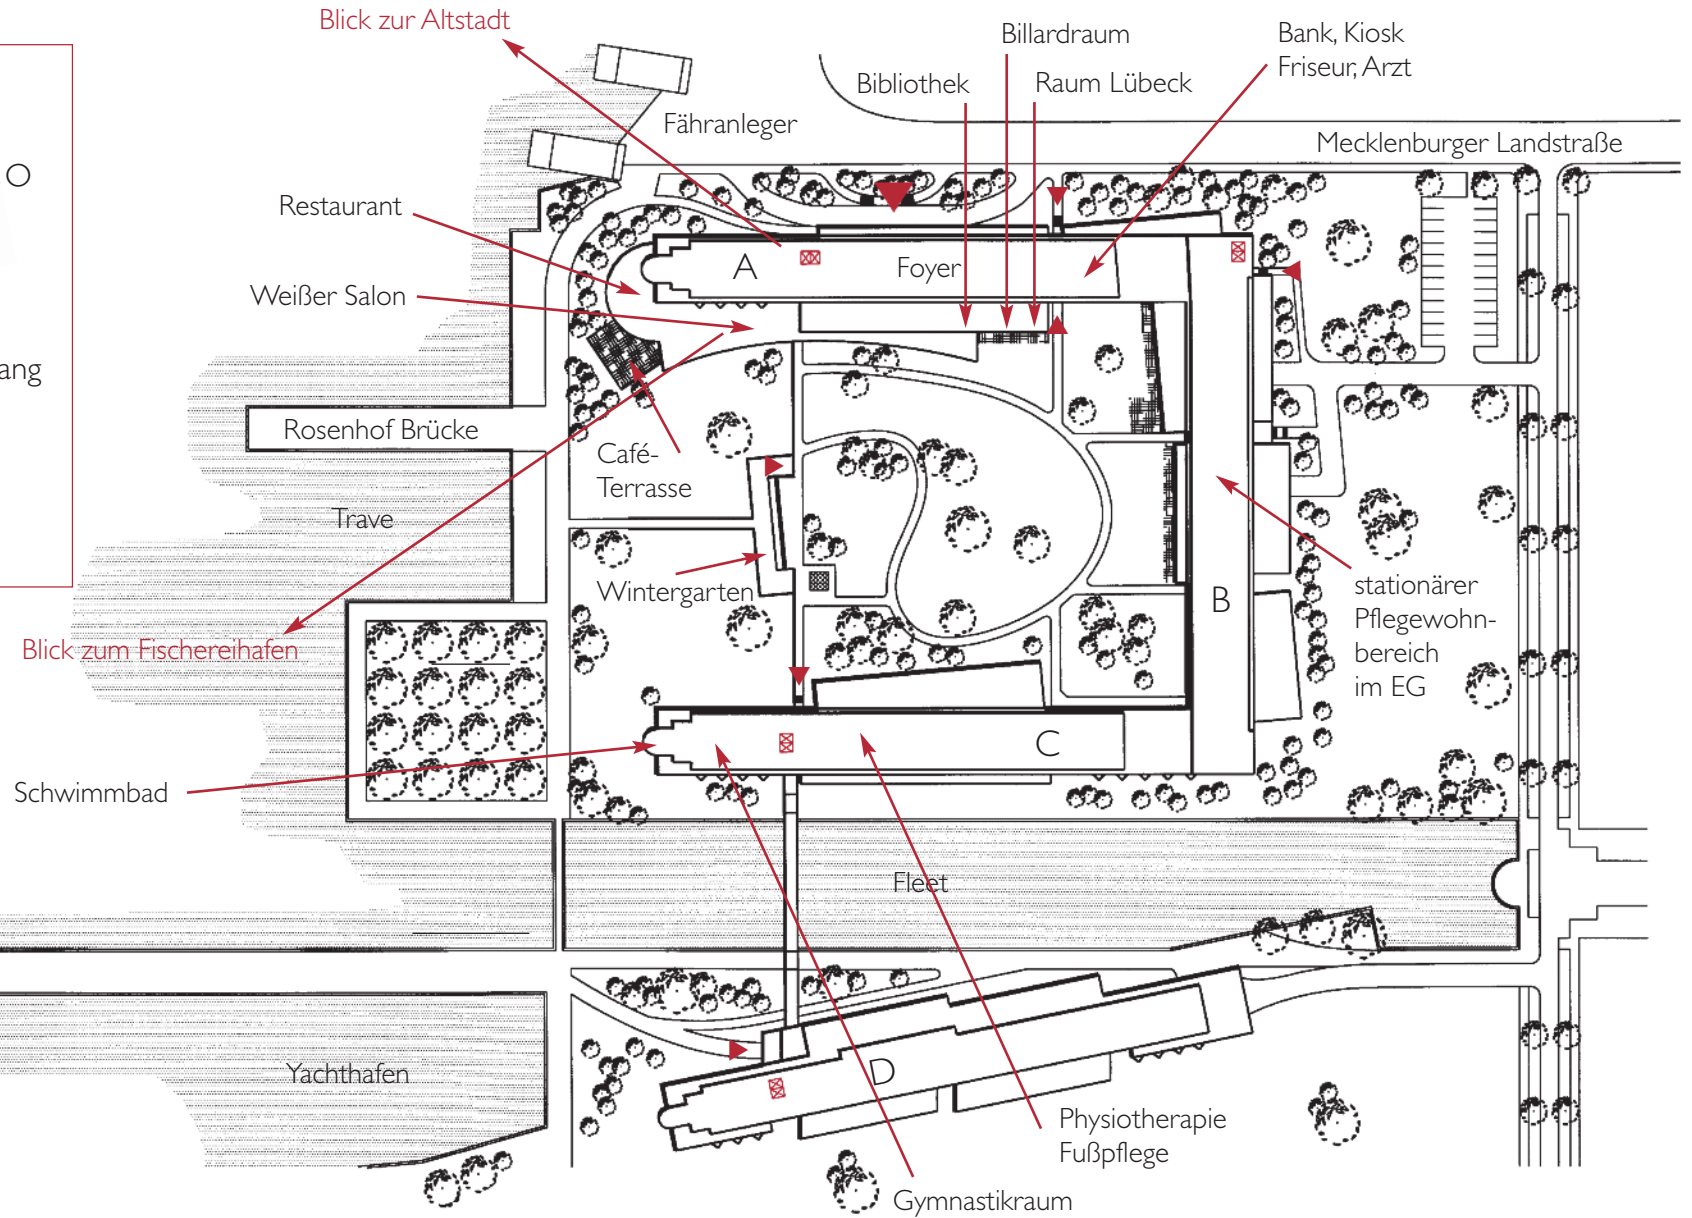 Blick zur Altstadt
Billardraum
Bank, Kiosk
Friseur, Arzt
Bibliothek
Raum Lübeck
Fähranleger
Mecklenburger Landstraße
O
Restaurant
A
Foyer
Weißer Salon
ang
Rosenhof Brücke
Café-
Terrasse
Trave
Wintergarten
stationärer
Pflegewohn-
bereich
im EG
B
Blick zum Fischereihafen
C
Schwimmbad
Fleet
Yachthafen
D
Physiotherapie
Fußpflege
Gymnastikraum